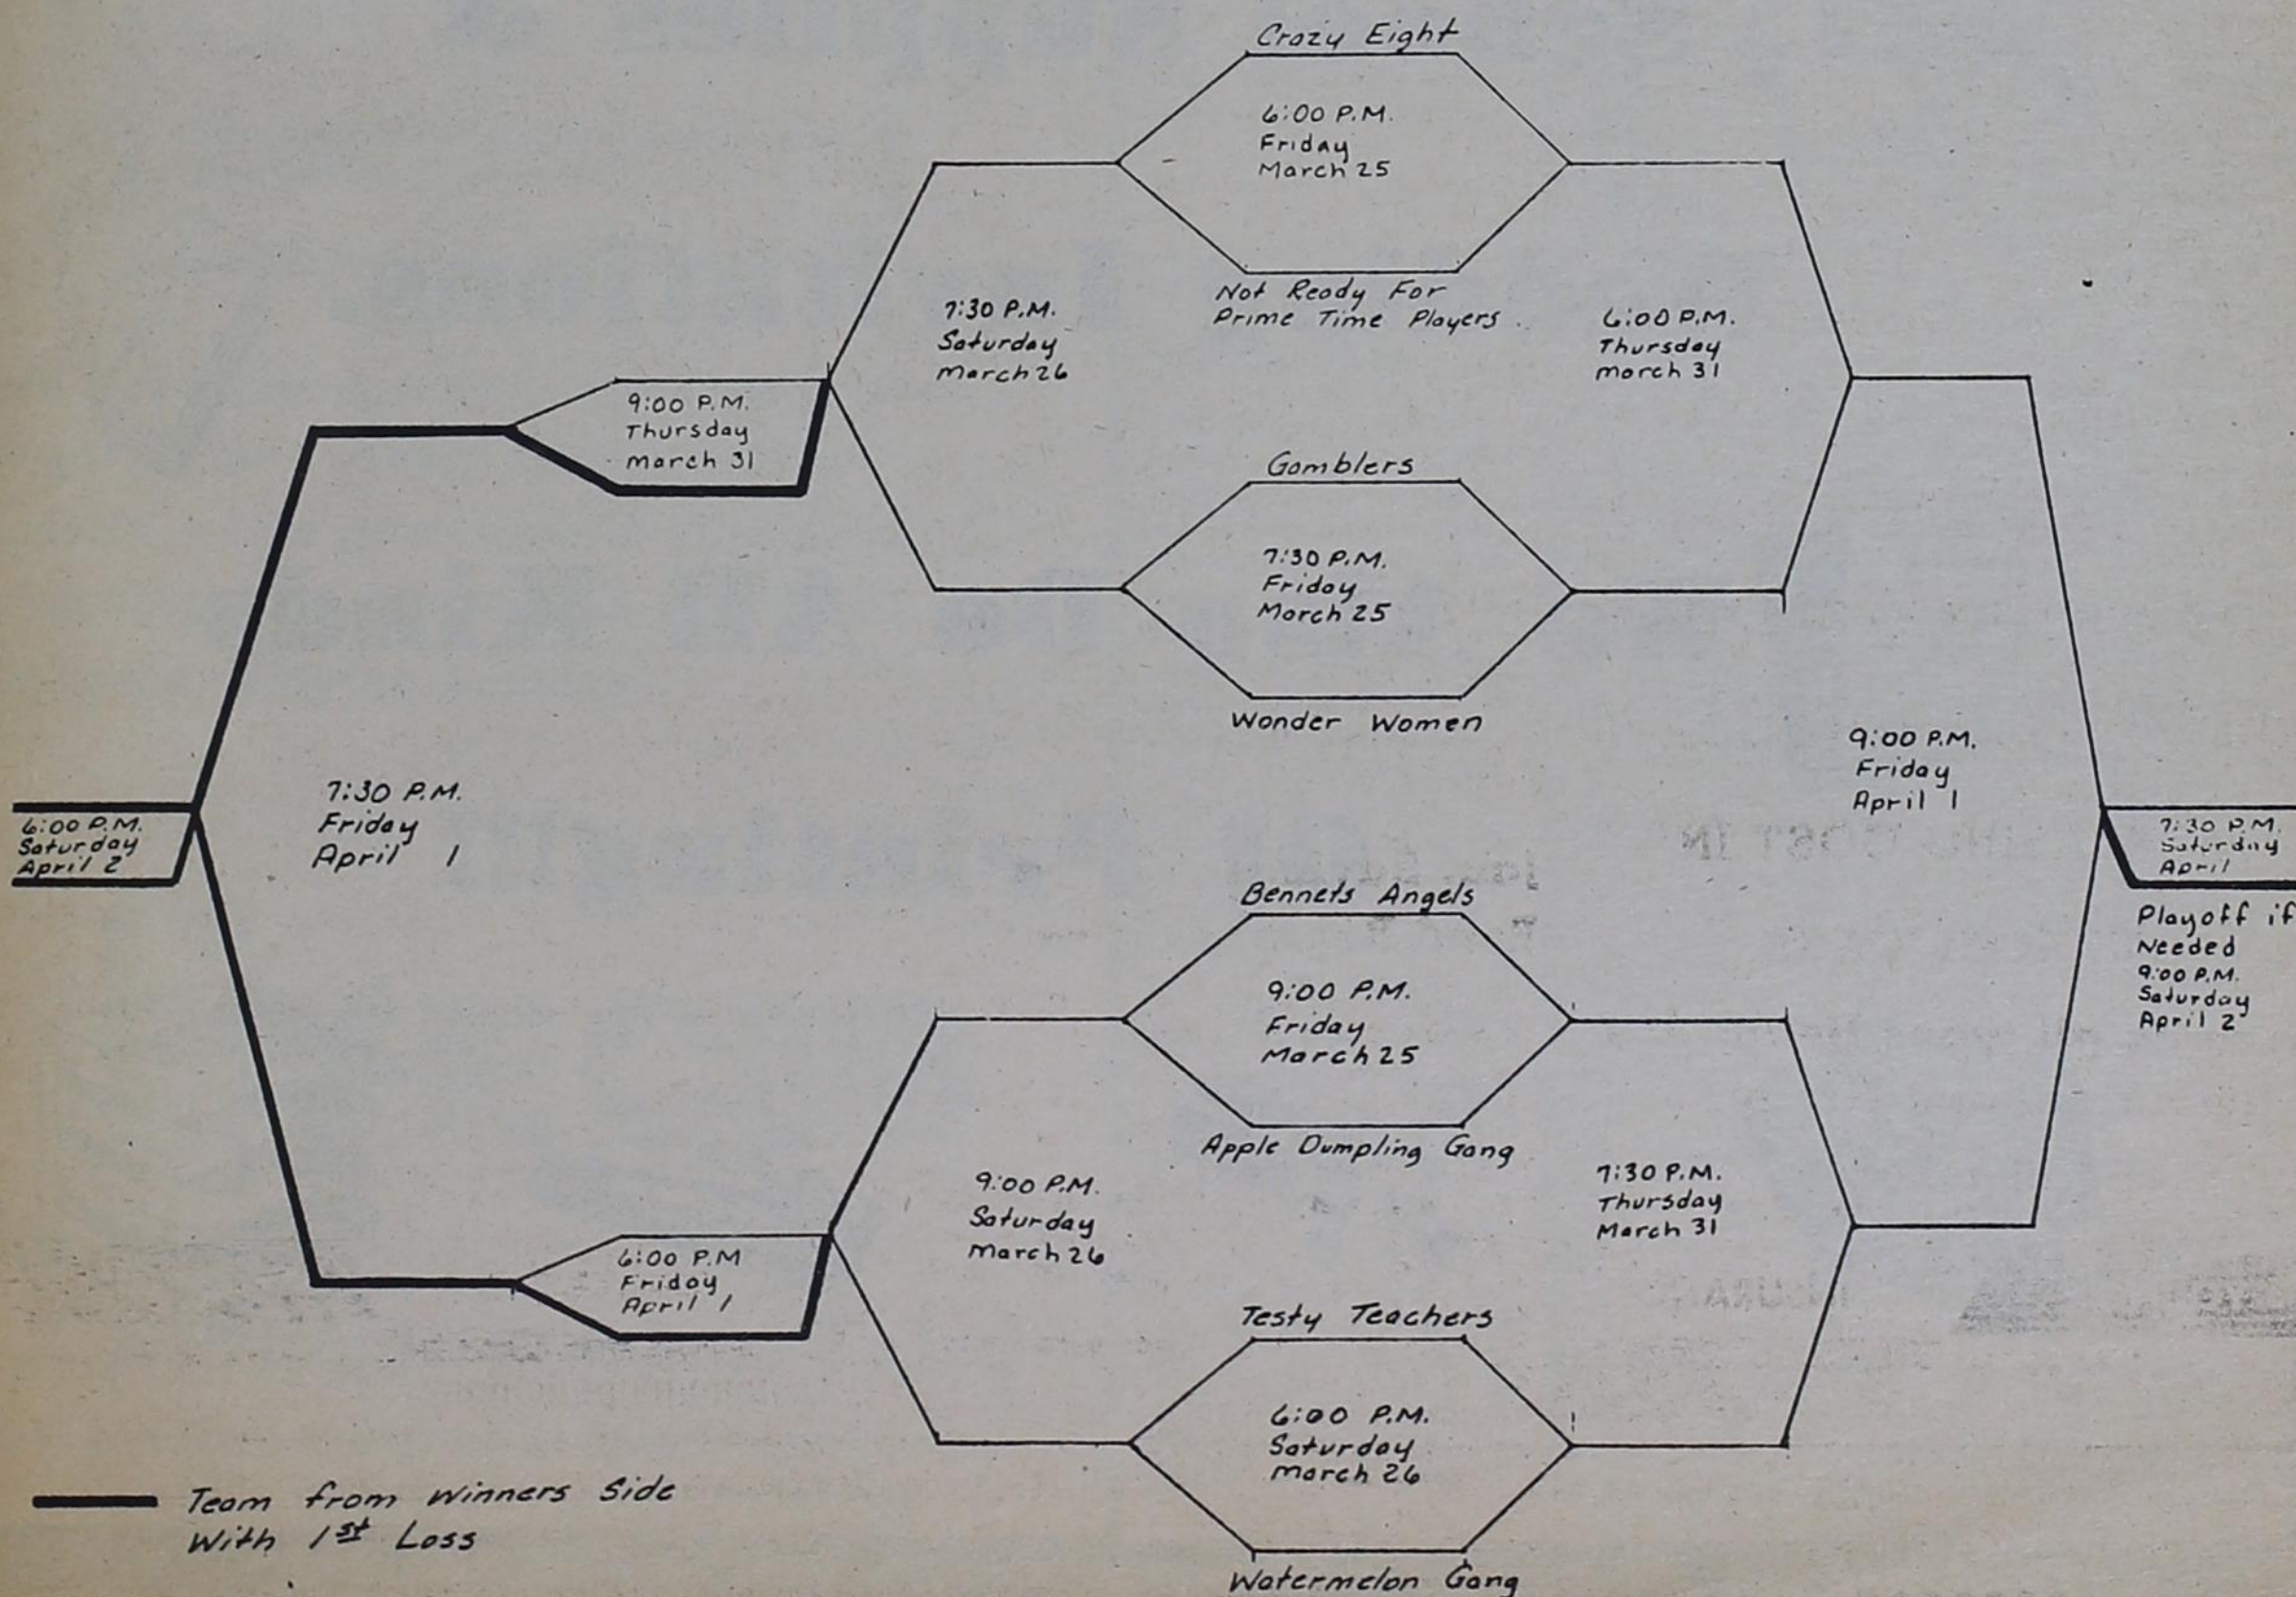 Crazy Eight
6:00 P.M.
Friday
March 25
Not Ready For
Prime Time Players
7:30 P.M.
Saturday
March 26
6:00 P.M.
Thursday
March 31
9:00 P.M.
Thursday
March 31
Gamblers
7:30 P.M.
Friday
March 25
Wonder Women
9:00 P.M.
Friday
April 1
7:30 P.M.
Friday
April 1
6:00 P.M.
Saturday
April 2
7:30 P.M.
Saturday
April
Playoff if
Needed
9:00 P.M.
Saturday
April 2
Bennets Angels
9:00 P.M.
Friday
March 25
Apple Dumpling Gang
9:00 P.M.
Saturday
March 26
7:30 P.M.
Thursday
March 31
6:00 P.M
Friday
April 1
Testy Teachers
6:00 P.M.
Saturday
March 26
Watermelon Gang
Team from Winners Side
With 1st Loss